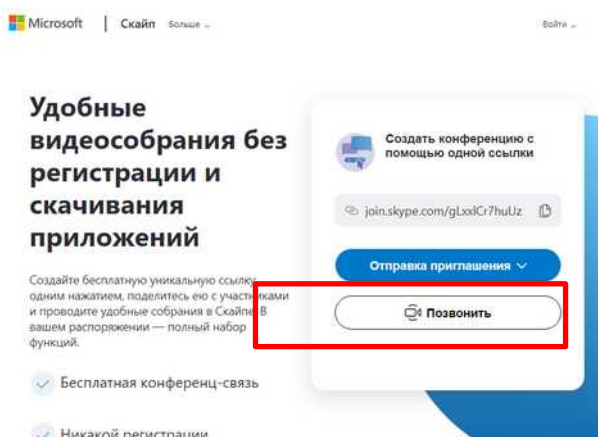 Microsoft | Скайп Больше Войти
Удобные
видеособрания без
регистрации и
скачивания
приложений
Создайте бесплатную уникальную ссылку
одним нажатием, поделитесь ею с участниками
и проводите удобные собрания в Скайпе. В
вашем распоряжении — полный набор
функций.
Бесплатная конференц-связь
Никакой регистрации
Создать конференцию с
помощью одной ссылки
join.skype.com/gLxxlCr7huUz
Отправка приглашения
Позвонить